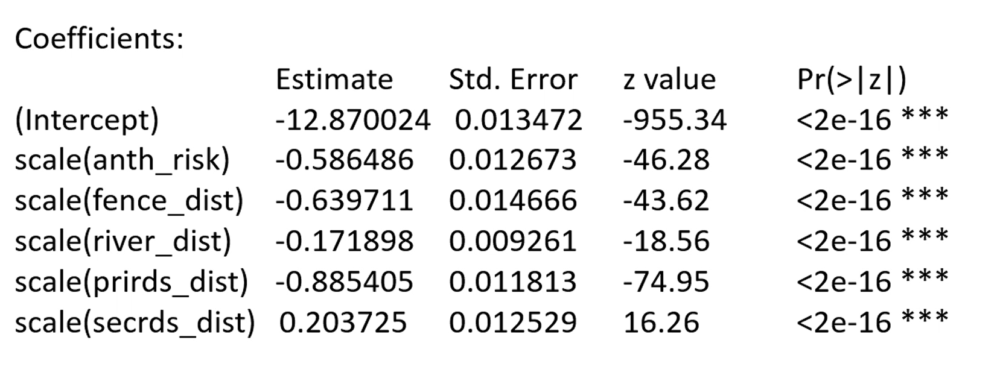 Coefficients:
Estimate Std. Error z value Pr(>|z|)
(Intercept) -12.870024 0.013472 -955.34 <2e-16 ***
scale(anth_risk) -0.586486 0.012673 -46.28 <2e-16 ***
scale(fence_dist) -0.639711 0.014666 -43.62 <2e-16 ***
scale(river_dist) -0.171898 0.009261 -18.56 <2e-16 ***
scale(prirds_dist) -0.885405 0.011813 -74.95 <2e-16 ***
scale(secrds_dist) 0.203725 0.012529 16.26 <2e-16 ***